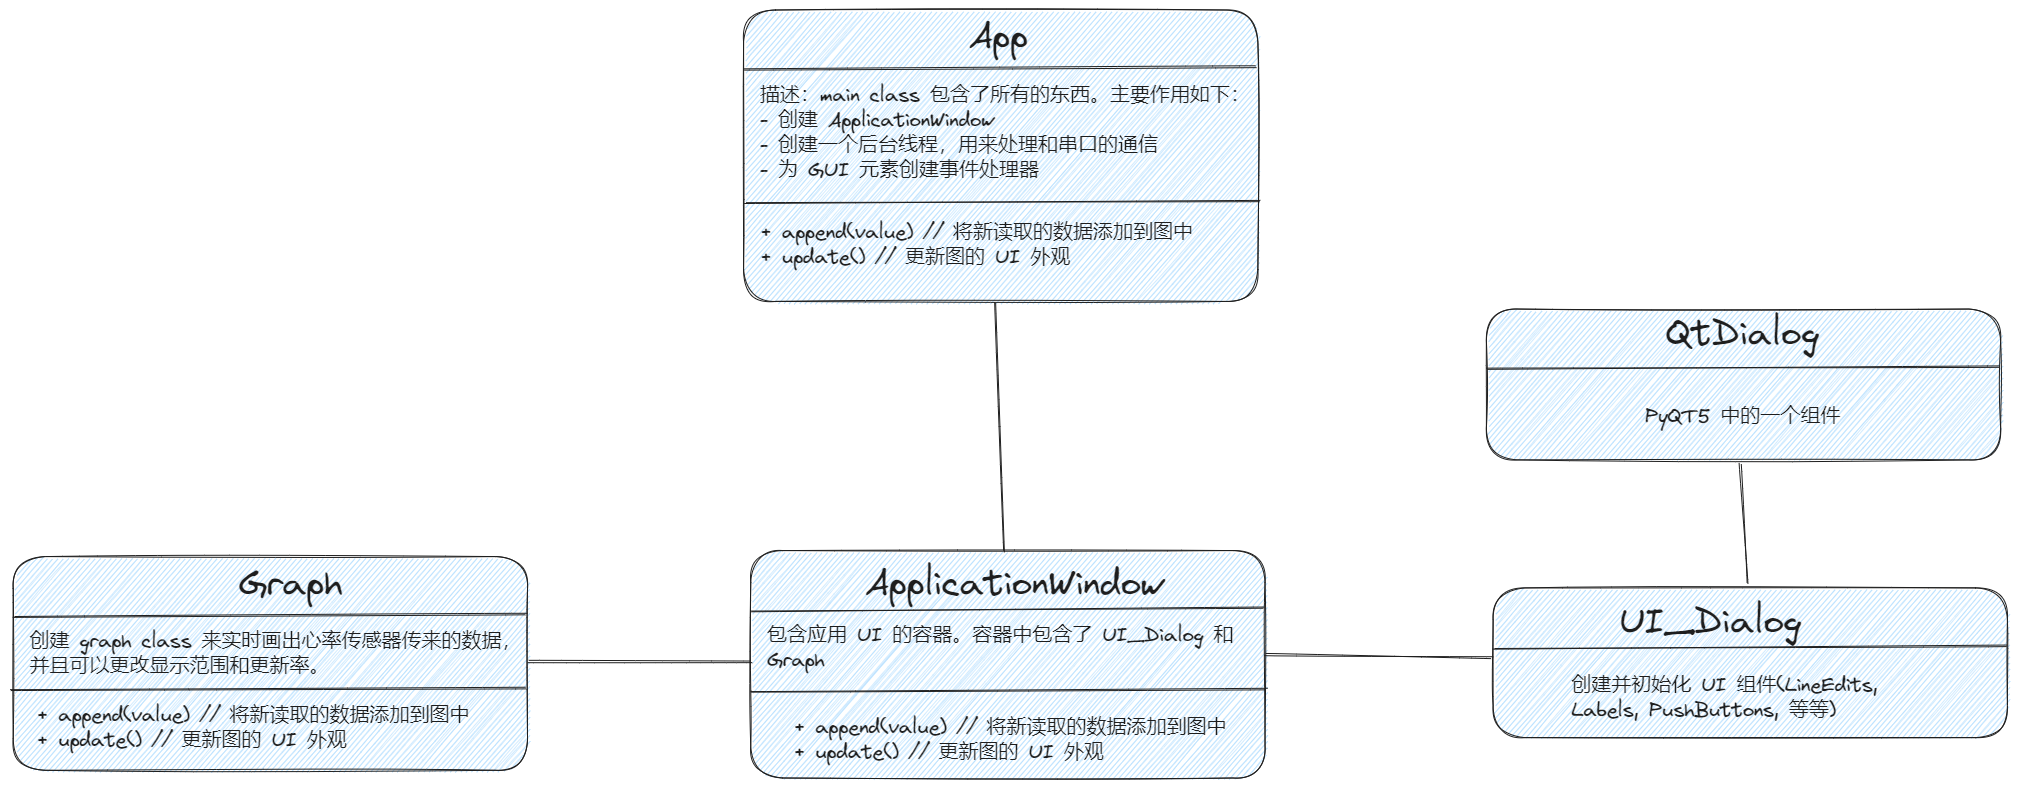 App
描述：main class 包含了所有的东西。主要作用如下：
- 创建 ApplicationWindow
- 创建一个后台线程，用来处理和串口的通信
- 为 GUI 元素创建事件处理器
+ append(value) // 将新读取的数据添加到图中
+ update() // 更新图的 UI 外观
QtDialog
PyQT5 中的一个组件
Graph
创建 graph class 来实时画出心率传感器传来的数据，
并且可以更改显示范围和更新率。
+ append(value) // 将新读取的数据添加到图中
+ update() // 更新图的 UI 外观
ApplicationWindow
包含应用 UI 的容器。容器中包含了 UI_Dialog 和
Graph
+ append(value) // 将新读取的数据添加到图中
+ update() // 更新图的 UI 外观
UI_Dialog
创建并初始化 UI 组件(LineEdits,
Labels, PushButtons, 等等)